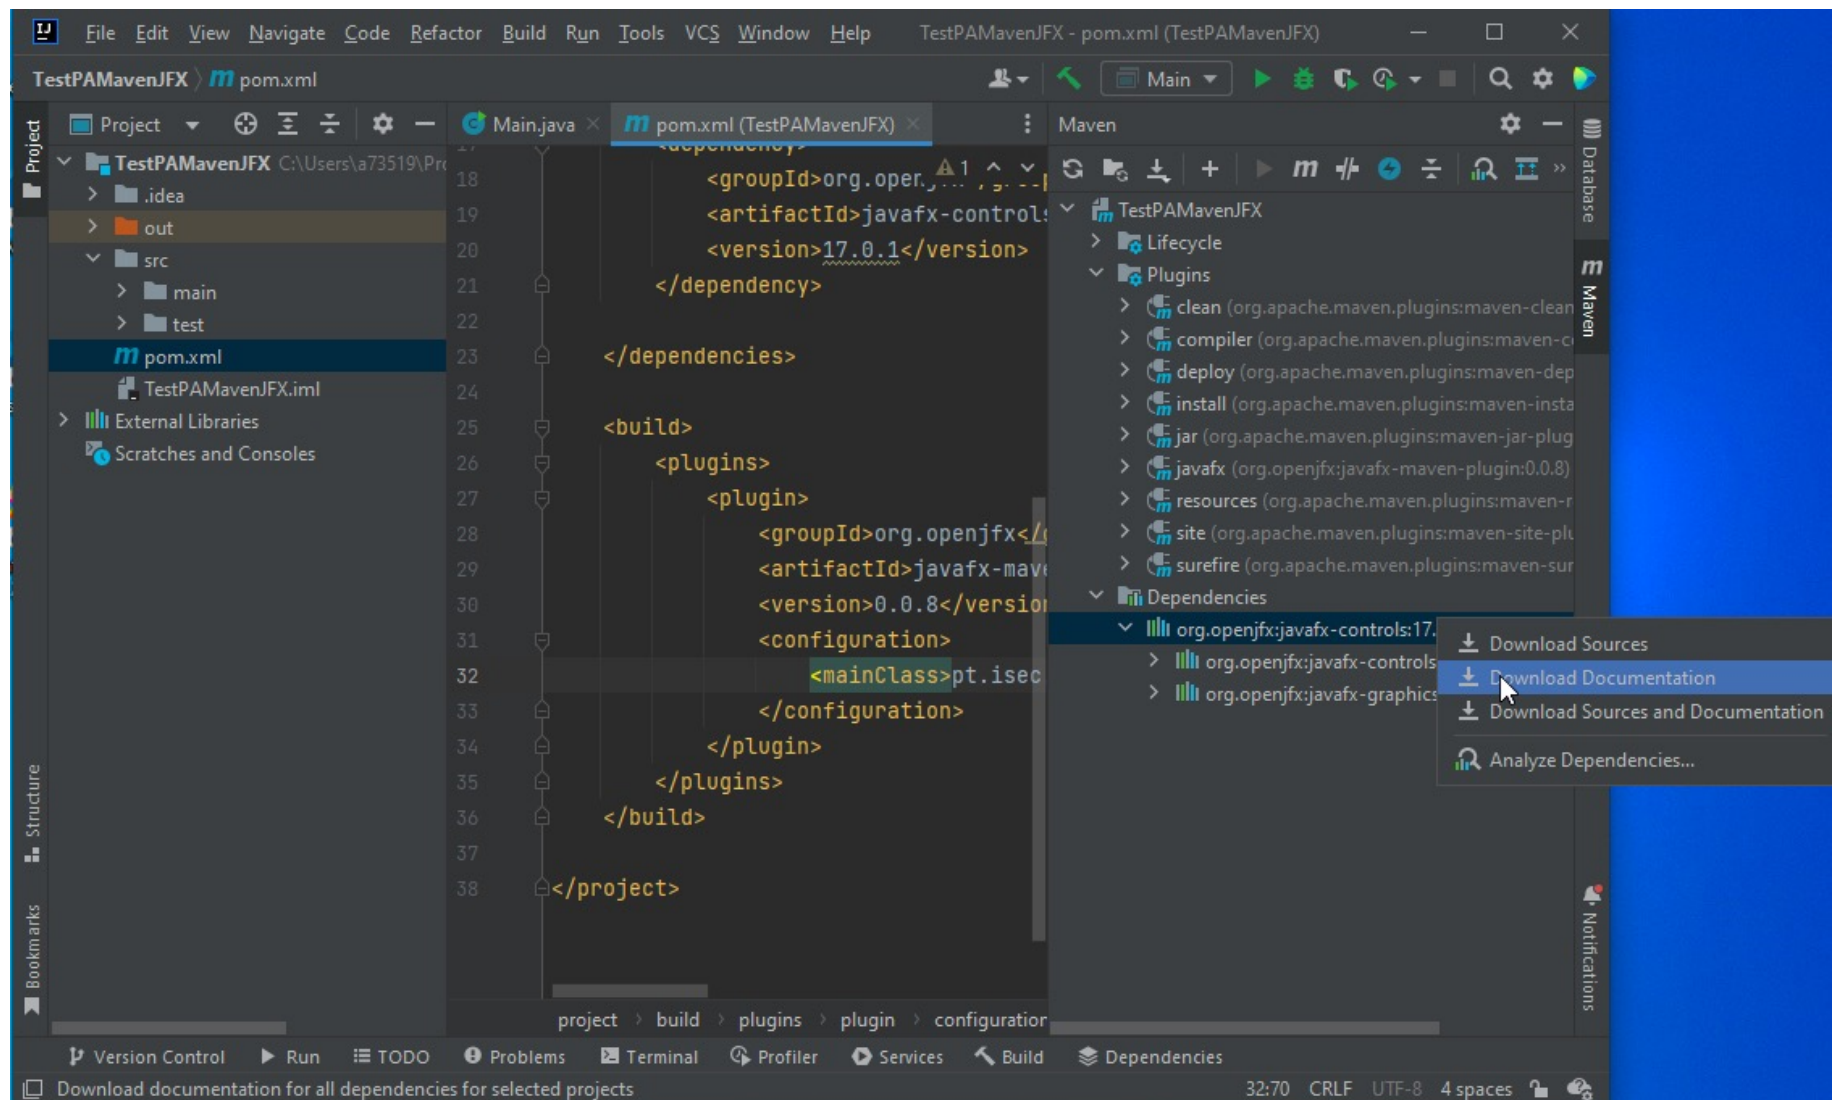 File Edit View Navigate Code Refactor Build Run Tools VCS Window Help TestPAMavenJFX - pom.xml (TestPAMavenJFX)
TestPAMavenJFX pom.xml
Main
Project
Project
Main.java
pom.xml (TestPAMavenJFX)
Maven
TestPAMavenJFX C:\Users\a73519\Pro
.idea
out
src
main
test
pom.xml
TestPAMavenJFX.iml
External Libraries
Scratches and Consoles
1
17 <dependency>
18 <groupId>org.open
19 <artifactId>javafx-controls
20 <version>17.0.1</version>
21 </dependency>
22
23 </dependencies>
24
25 <build>
26 <plugins>
27 <plugin>
28 <groupId>org.openjfx</g
29 <artifactId>javafx-mave
30 <version>0.0.8</version
31 <configuration>
32 <mainClass>pt.isec
33 </configuration>
34 </plugin>
35 </plugins>
36 </build>
37
38 </project>
project > build > plugins > plugin > configuration
TestPAMavenJFX
Lifecycle
Plugins
clean (org.apache.maven.plugins:maven-clean
compiler (org.apache.maven.plugins:maven-co
deploy (org.apache.maven.plugins:maven-dep
install (org.apache.maven.plugins:maven-insta
jar (org.apache.maven.plugins:maven-jar-plug
javafx (org.openjfx:javafx-maven-plugin:0.0.8)
resources (org.apache.maven.plugins:maven-r
site (org.apache.maven.plugins:maven-site-plu
surefire (org.apache.maven.plugins:maven-sur
Dependencies
org.openjfx:javafx-controls:17.
org.openjfx:javafx-controls
org.openjfx:javafx-graphics
Download Sources
Download Documentation
Download Sources and Documentation
Analyze Dependencies...
Database
Maven
Notifications
Structure
Bookmarks
Version Control Run TODO Problems Terminal Profiler Services Build Dependencies
Download documentation for all dependencies for selected projects 32:70 CRLF UTF-8 4 spaces